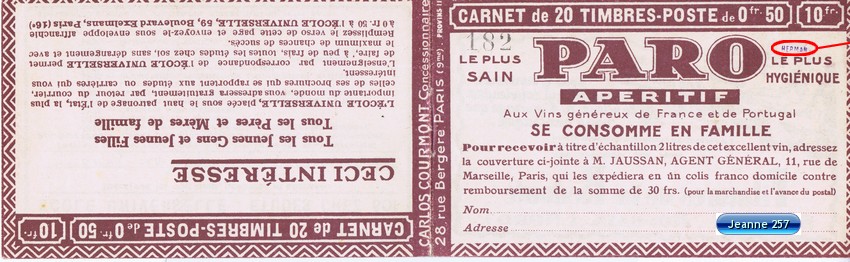 CARNET de 20 TIMBRES-POSTE de 0fr. 50
10fr.
182
PARO
LE PLUS
SAIN
LE PLUS
HYGIÉNIQUE
APERITIF
Aux Vins généreux de France et de Portugal
SE CONSOMME EN FAMILLE
Pour recevoir à titre d'échantillon 2 litres de cet excellent vin, adressez
la couverture ci-jointe à M. JAUSSAN, AGENT GÉNÉRAL, 11, rue de
Marseille, Paris, qui les expédiera en un colis franco domicile contre
remboursement de la somme de 30 frs. (pour la marchandise et l'avance du postal)
Nom
Adresse
Jeanne 257
CARLOS COURMONT, Concessionnaire
28, rue Bergère PARIS (9me)
CARNET de 20 TIMBRES-POSTE de 0fr. 50
10fr.
CECI INTÉRESSE
Tous les Jeunes Gens et Jeunes Filles
Tous les Pères et Mères de famille
L'ÉCOLE UNIVERSELLE, placée sous le haut patronage de l'État, la plus
importante du monde, vous adressera gratuitement, par retour du courrier,
celles de ses brochures qui se rapportent aux études ou carrières qui vous
intéressent.
L'enseignement par correspondance de l'ÉCOLE UNIVERSELLE permet
de faire, à peu de frais, toutes les études chez soi, sans dérangement et avec
le maximum de chances de succès.
Remplissez le verso de cette page et envoyez-le sous enveloppe affranchie
à 0 fr. 50 à l'ÉCOLE UNIVERSELLE, 59, Boulevard Exelmans, Paris (16e)